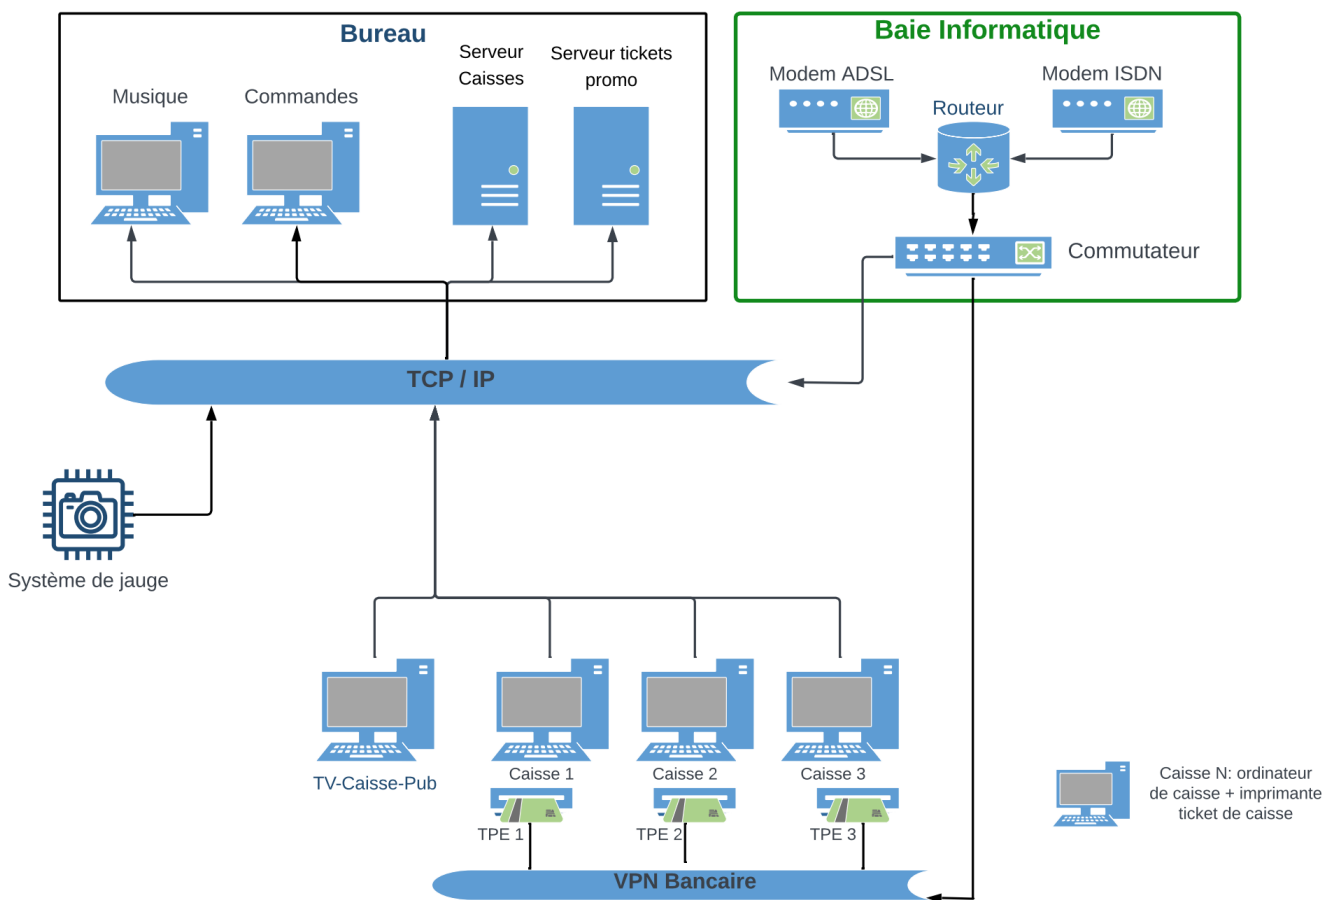 Bureau
Baie Informatique
Serveur
Caisses
Serveur tickets
promo
Musique
Commandes
Modem ADSL
Modem ISDN
Routeur
Commutateur
TCP / IP
Système de jauge
TV-Caisse-Pub
Caisse 1
Caisse 2
Caisse 3
TPE 1
TPE 2
TPE 3
VPN Bancaire
Caisse N: ordinateur
de caisse + imprimante
ticket de caisse